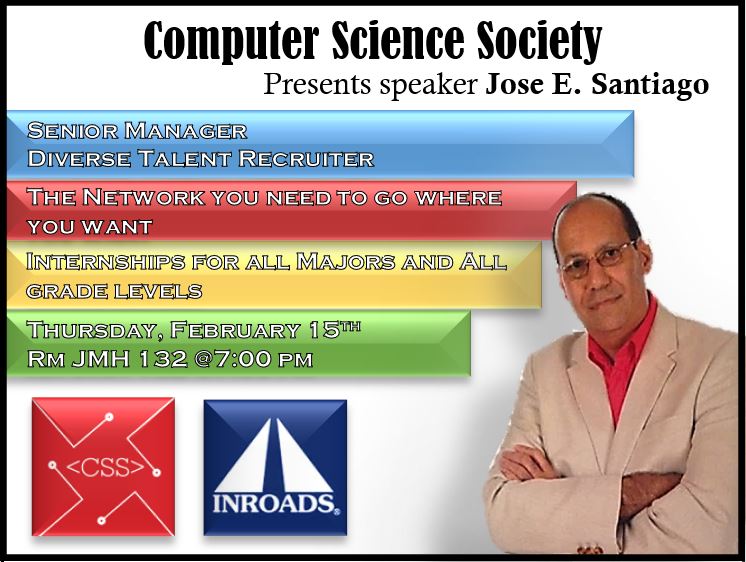 Computer Science Society
Presents speaker Jose E. Santiago
Senior Manager
Diverse Talent Recruiter
The Network you need to go where
you want
Internships for all Majors and All
grade levels
Thursday, February 15th
Rm JMH 132 @7:00 pm
<CSS>
INROADS®